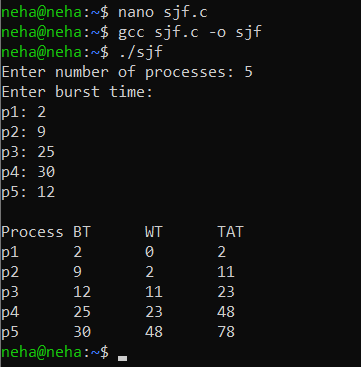 neha@neha:~$ nano sjf.c
neha@neha:~$ gcc sjf.c -o sjf
neha@neha:~$ ./sjf
Enter number of processes: 5
Enter burst time:
p1: 2
p2: 9
p3: 25
p4: 30
p5: 12

Process BT      WT      TAT
p1      2       0       2
p2      9       2       11
p3      12      11      23
p4      25      23      48
p5      30      48      78
neha@neha:~$